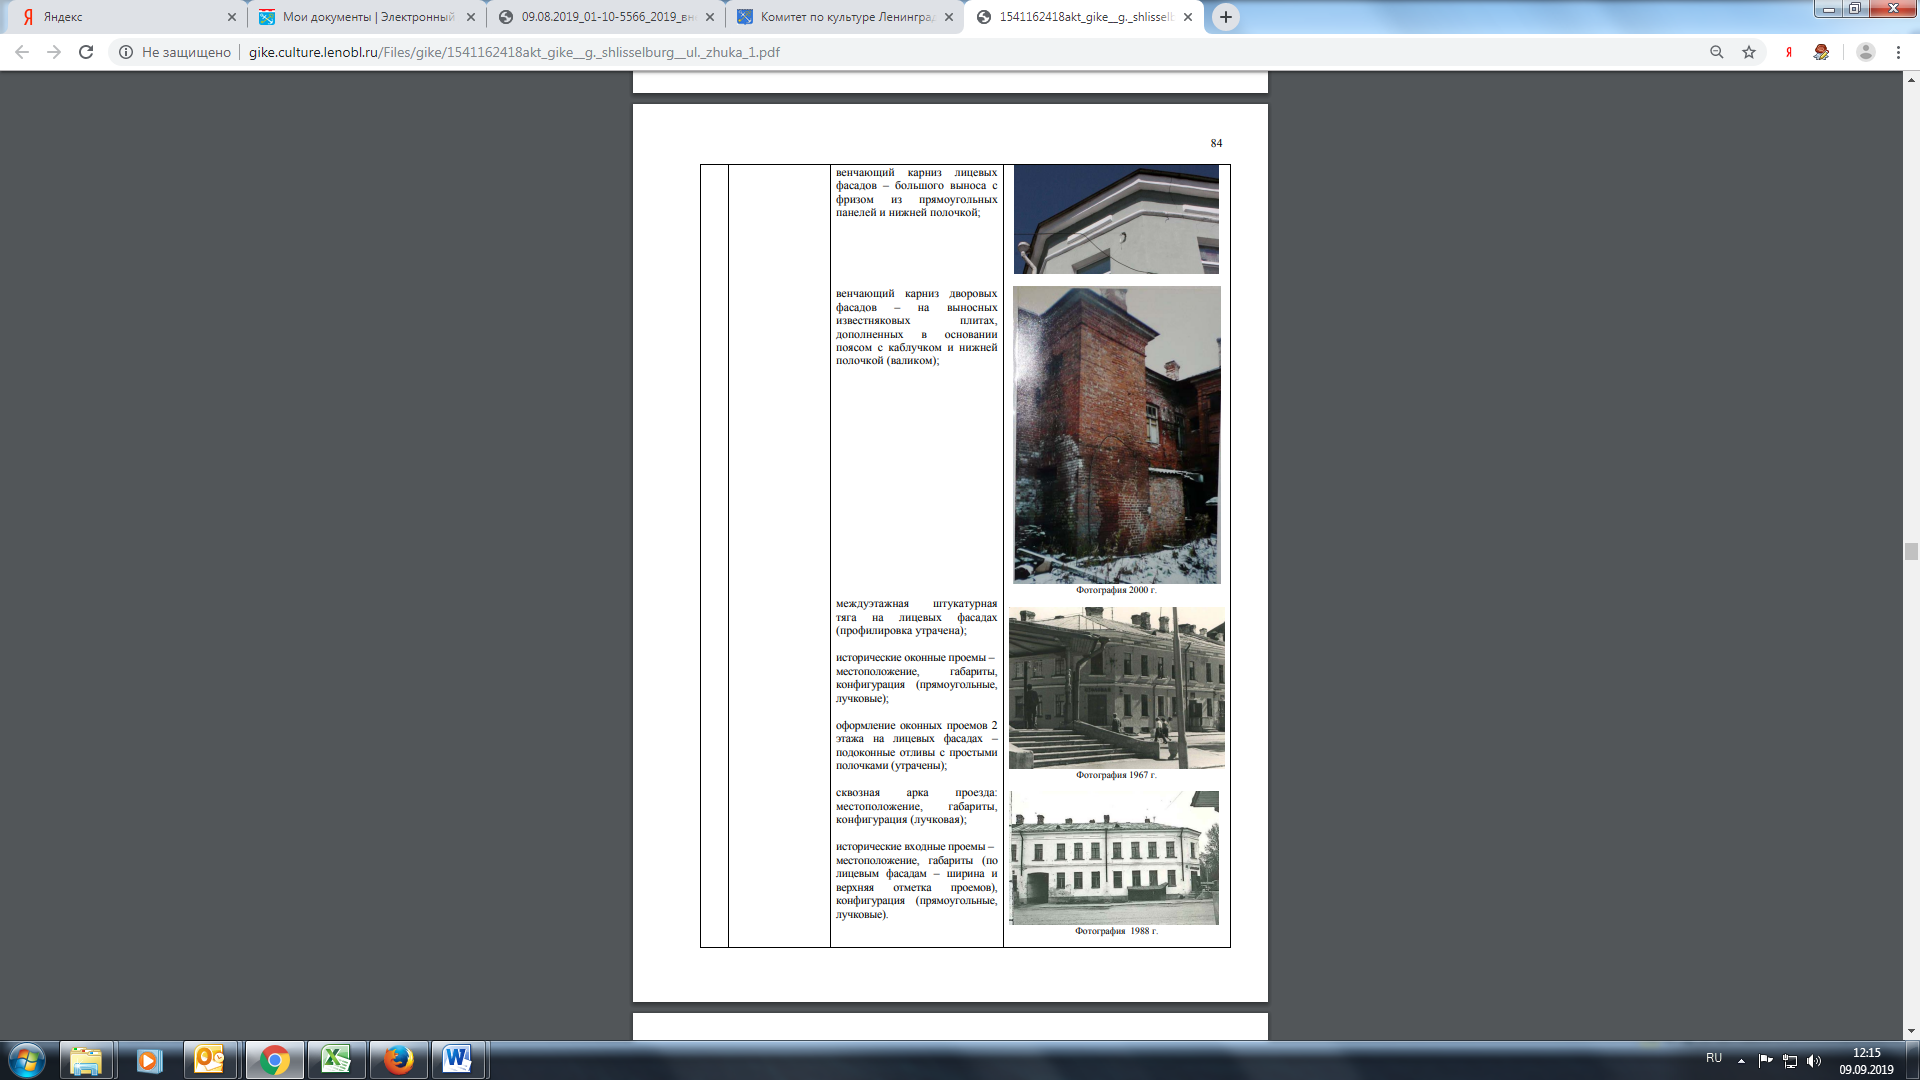 Яндекс
Мои документы | Электронный
09.08.2019_01-10-5566_2019_вн
Комитет по культуре Ленинград
1541162418akt_gike__g._shlissel
Не защищено
gike.culture.lenobl.ru/Files/gike/1541162418akt_gike__g._shlisselburg__ul._zhuka_1.pdf
84
венчающий карниз лицевых
фасадов – большого выноса с
фризом из прямоугольных
панелей и нижней полочкой;
венчающий карниз дворовых
фасадов – на выносных
известняковых плитах,
дополненных в основании
поясом с каблучком и нижней
полочкой (валиком);
Фотография 2000 г.
междуэтажная штукатурная
тяга на лицевых фасадах
(профилировка утрачена);
исторические оконные проемы –
местоположение, габариты,
конфигурация (прямоугольные,
лучковые);
оформление оконных проемов 2
этажа на лицевых фасадах –
подоконные отливы с простыми
полочками (утрачены);
Фотография 1967 г.
сквозная арка проезда:
местоположение, габариты,
конфигурация (лучковая);
исторические входные проемы –
местоположение, габариты (по
лицевым фасадам – ширина и
верхняя отметка проемов),
конфигурация (прямоугольные,
лучковые).
Фотография 1988 г.
RU
12:15
09.09.2019